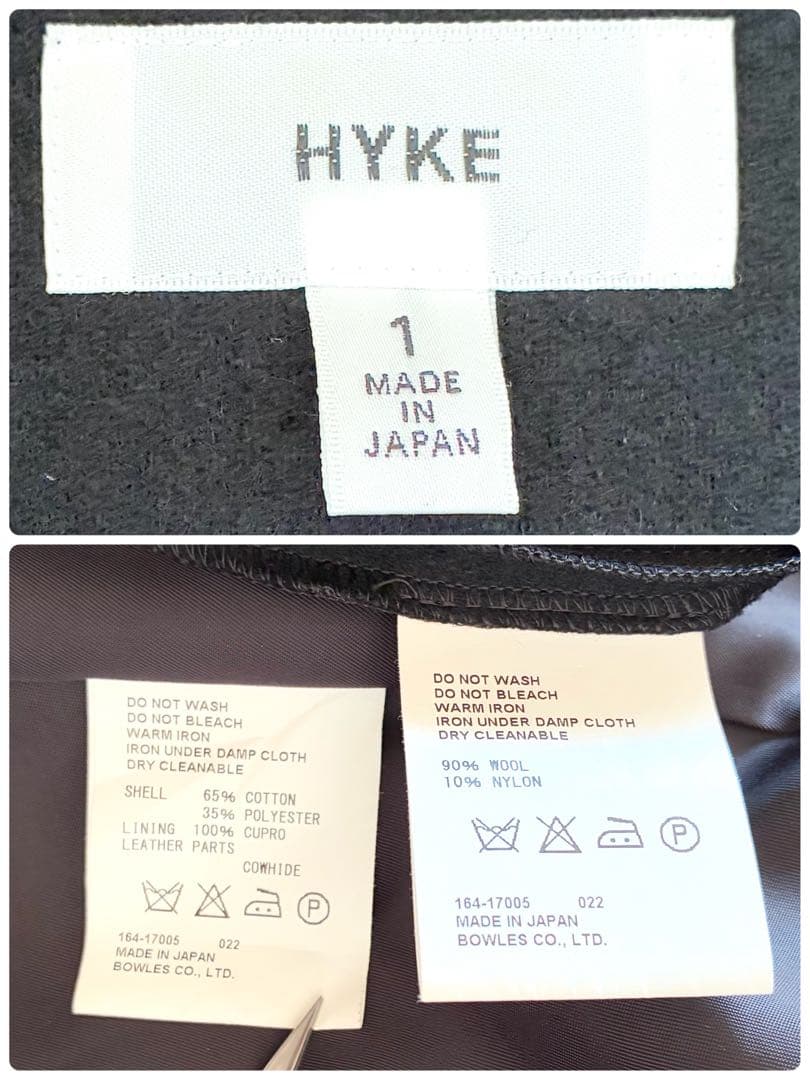 HYKE
1
MADE
IN
JAPAN
DO NOT WASH
DO NOT BLEACH
WARM IRON
IRON UNDER DAMP CLOTH
DRY CLEANABLE
SHELL 65% COTTON
35% POLYESTER
LINING 100% CUPRO
LEATHER PARTS
COWHIDE
P
164-17005 022
MADE IN JAPAN
BOWLES CO., LTD.
DO NOT WASH
DO NOT BLEACH
WARM IRON
IRON UNDER DAMP CLOTH
DRY CLEANABLE
90% WOOL
10% NYLON
P
164-17005 022
MADE IN JAPAN
BOWLES CO., LTD.